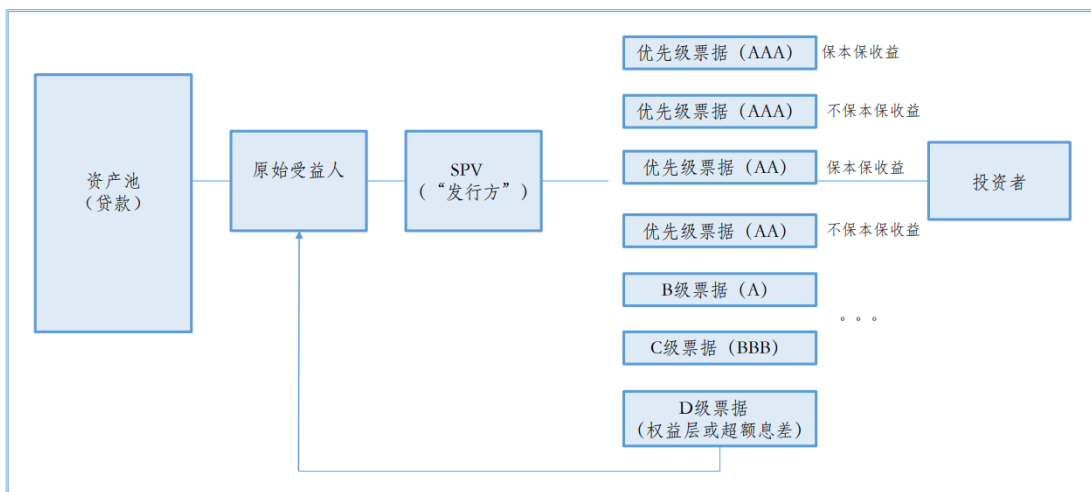 资产池
（贷款）
原始受益人
SPV
（“发行方”）
优先级票据（AAA）
保本保收益
优先级票据（AAA）
不保本保收益
优先级票据（AA）
保本保收益
优先级票据（AA）
不保本保收益
B级票据（A）
。。。
C级票据（BBB）
D级票据
（权益层或超额息差）
投资者